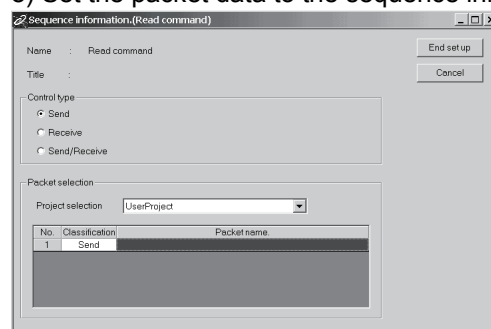 Set the packet data to the sequence in
Sequence information.(Read command)
Name : Read command
End set up
Title :
Cancel
Control type
Send
Receive
Send/Receive
Packet selection
Project selection UserProject
No. Classification Packet name.
1 Send